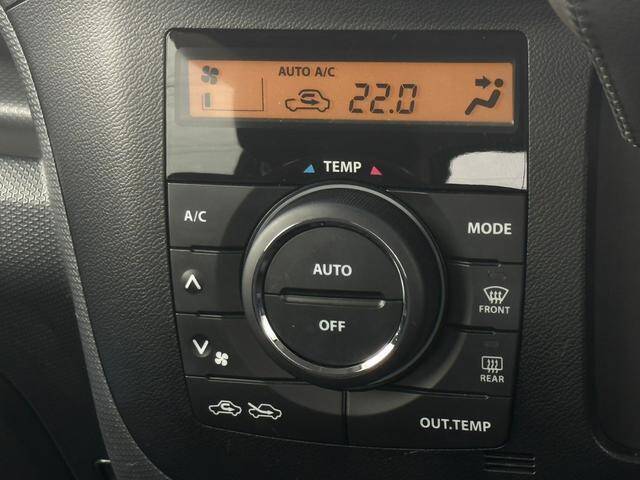 AUTO A/C
22.0
TEMP
A/C
MODE
AUTO
OFF
FRONT
REAR
OUT.TEMP